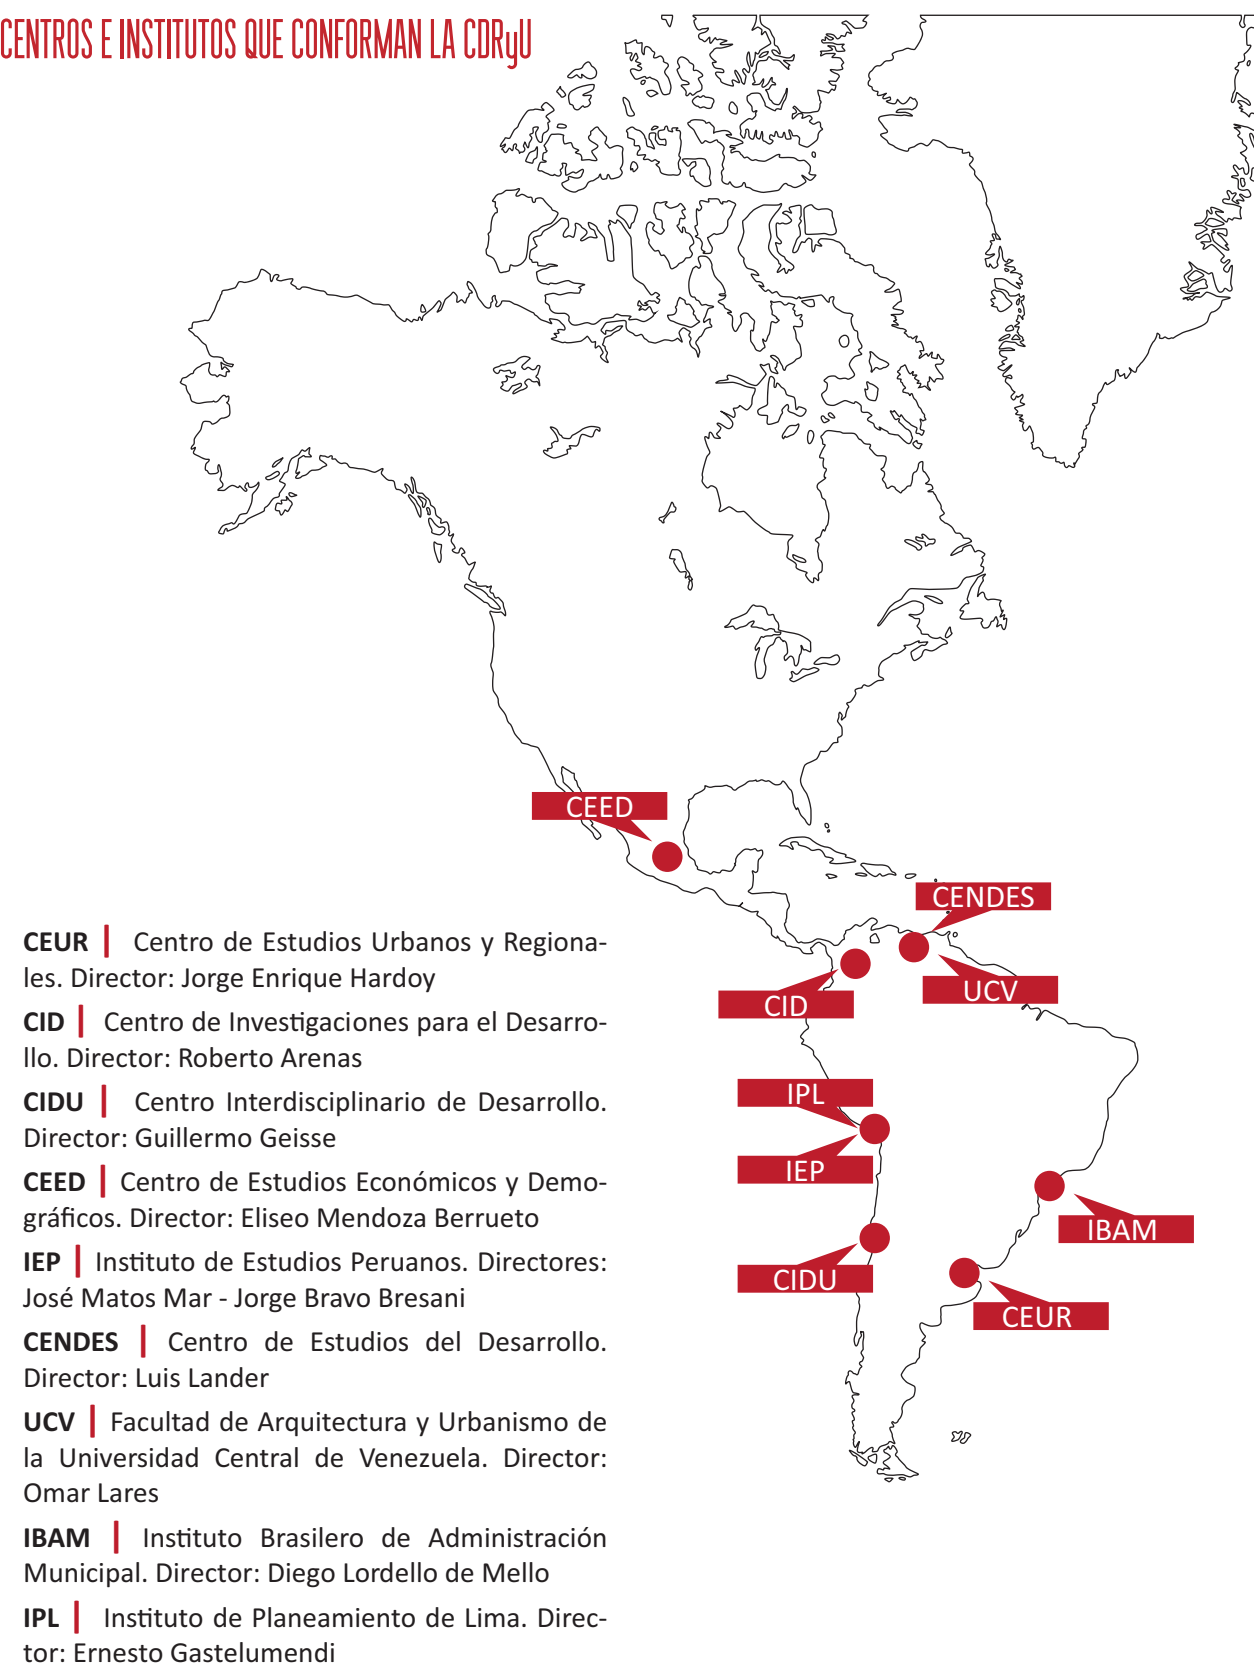 CENTROS E INSTITUTOS QUE CONFORMAN LA CDRyU
CEED
CENDES
UCV
CID
IPL
IEP
IBAM
CIDU
CEUR
CEUR | Centro de Estudios Urbanos y Regiona-
les. Director: Jorge Enrique Hardoy
CID | Centro de Investigaciones para el Desarro-
llo. Director: Roberto Arenas
CIDU | Centro Interdisciplinario de Desarrollo.
Director: Guillermo Geisse
CEED | Centro de Estudios Económicos y Demo-
gráficos. Director: Eliseo Mendoza Berrueto
IEP | Instituto de Estudios Peruanos. Directores:
José Matos Mar - Jorge Bravo Bresani
CENDES | Centro de Estudios del Desarrollo.
Director: Luis Lander
UCV | Facultad de Arquitectura y Urbanismo de
la Universidad Central de Venezuela. Director:
Omar Lares
IBAM | Instituto Brasilero de Administración
Municipal. Director: Diego Lordello de Mello
IPL | Instituto de Planeamiento de Lima. Direc-
tor: Ernesto Gastelumendi